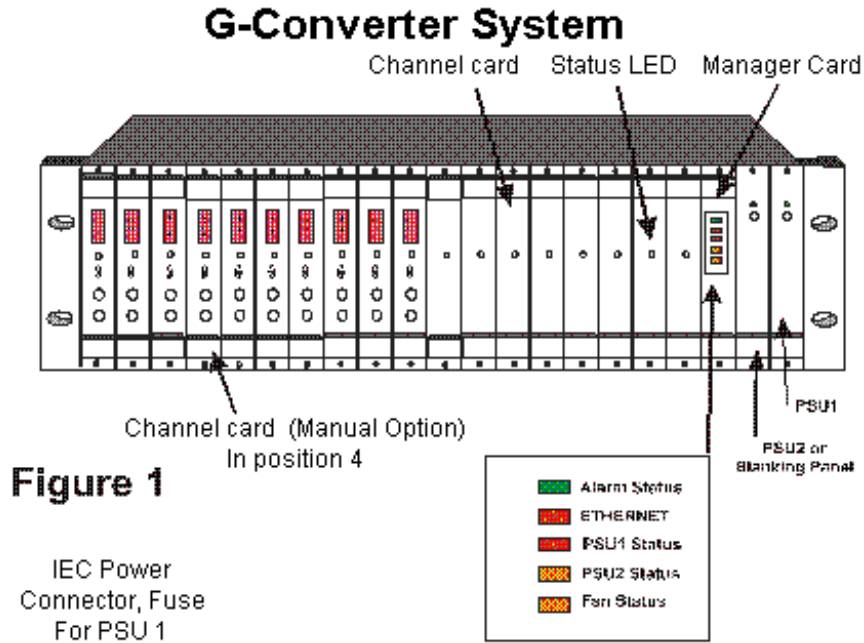 G-Converter System
Channel card
Status LED
Manager Card
PSU1
PSU2 or
Blanking Panel
Channel card (Manual Option)
In position 4
Figure 1
Alarm Status
ETHERNET
PSU1 Status
PSU2 Status
Fan Status
IEC Power
Connector, Fuse
For PSU 1